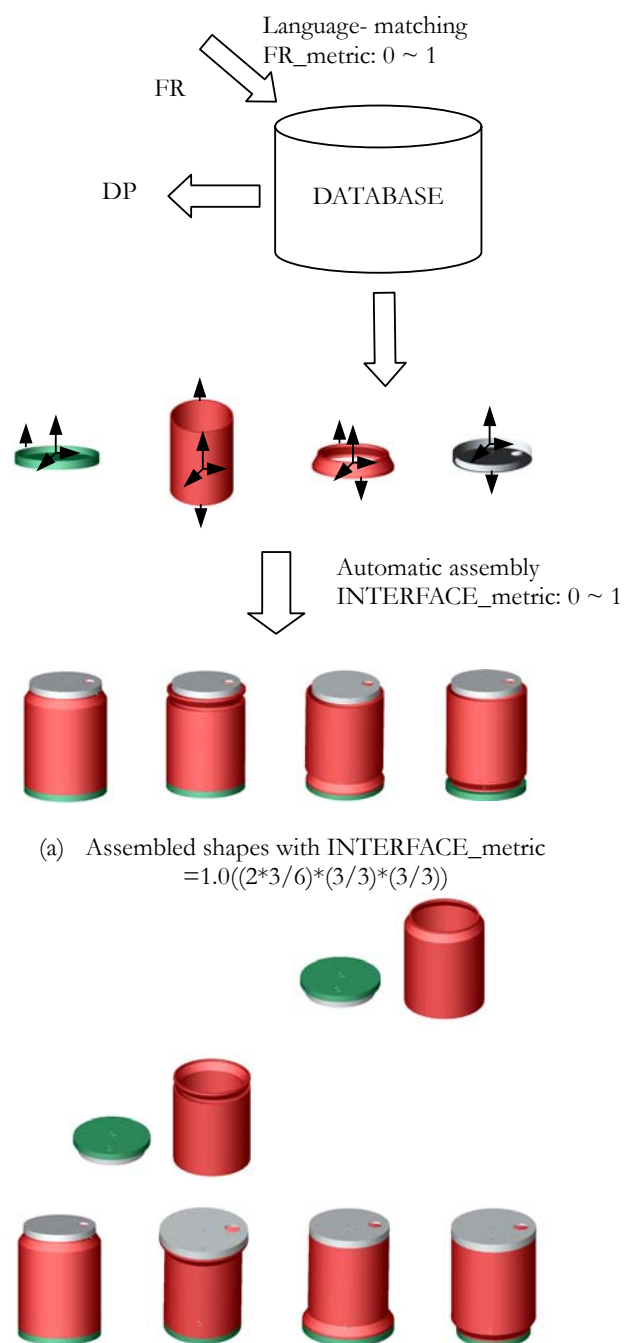 Language- matching
FR_metric: 0 ~ 1
FR
DP
DATABASE
Automatic assembly
INTERFACE_metric: 0 ~ 1
(a) Assembled shapes with INTERFACE_metric
=1.0((2*3/6)*(3/3)*(3/3))